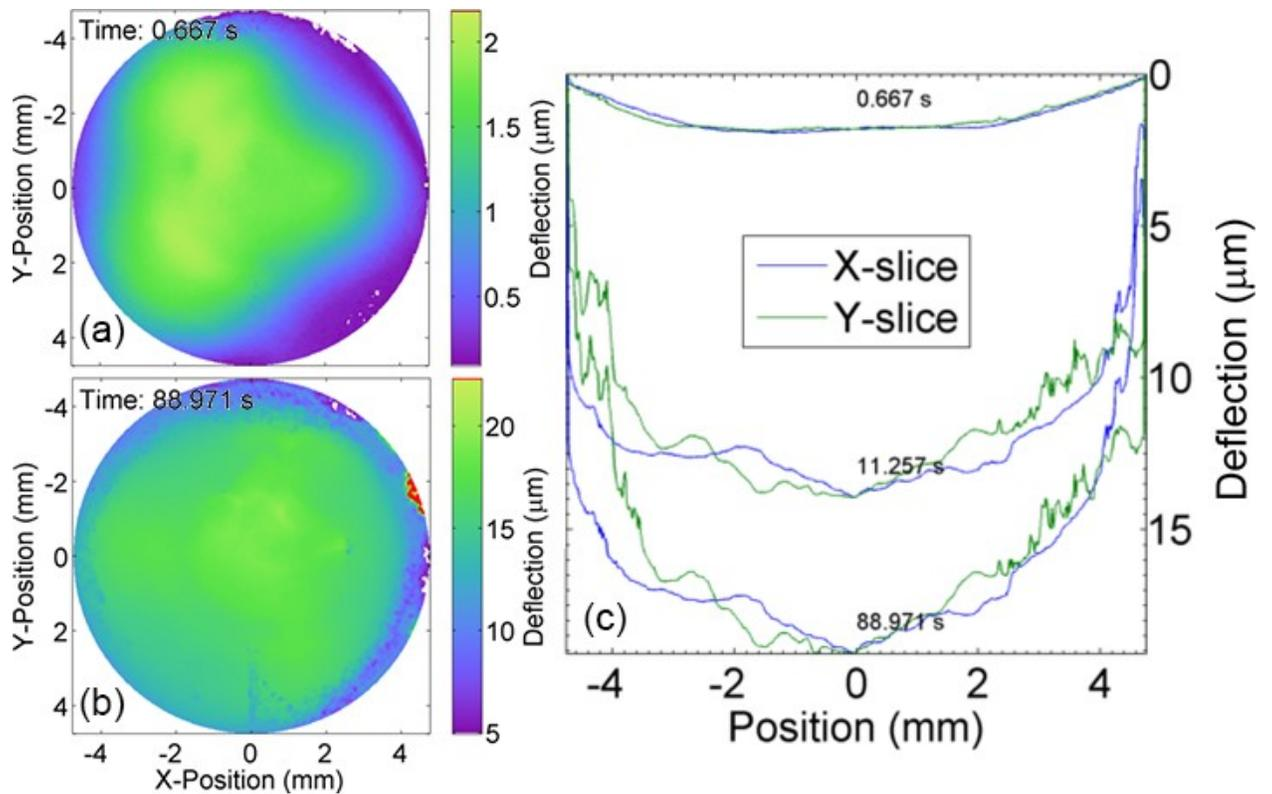 Time: 0.667 s
-4
-2
0
2
4
Y-Position (mm)
(a)
2
1.5
1
0.5
Deflection (μm)
Time: 88.971 s
-4
-2
0
2
4
Y-Position (mm)
(b)
-4 -2 0 2 4
X-Position (mm)
20
15
10
5
Deflection (μm)
0.667 s
X-slice
Y-slice
11.257 s
88.971 s
(c)
0
5
10
15
Deflection (μm)
-4 -2 0 2 4
Position (mm)